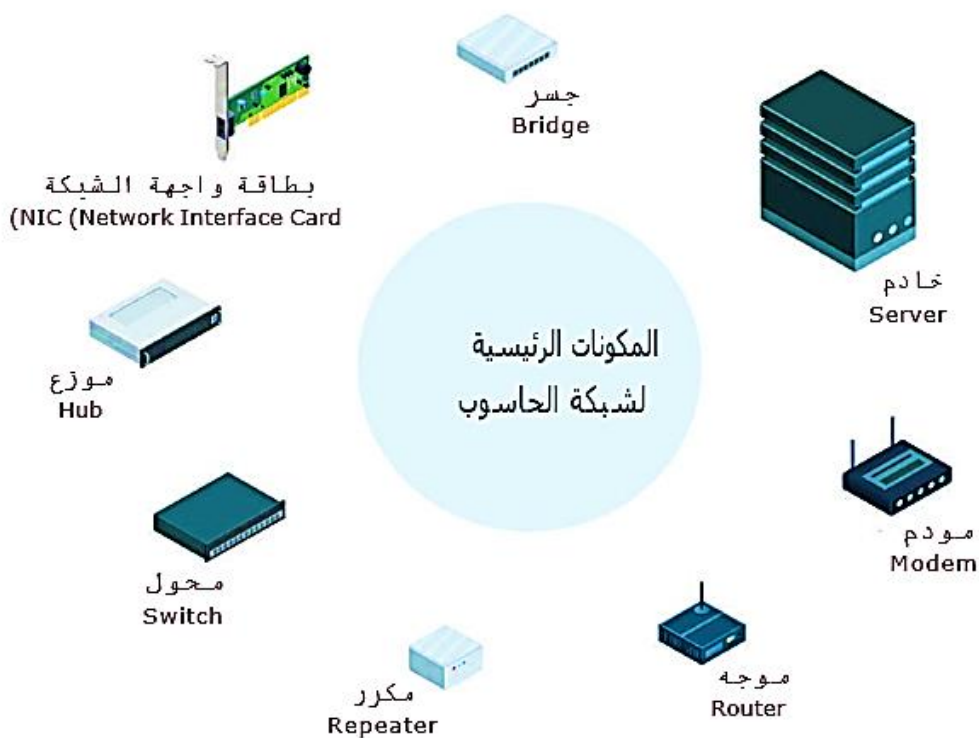 جسر
Bridge
بطاقة واجهة الشبكة
(NIC (Network Interface Card
خادم
Server
المكونات الرئيسية
لشبكة الحاسوب
موزع
Hub
مودم
Modem
محول
Switch
موجه
Router
مكرر
Repeater